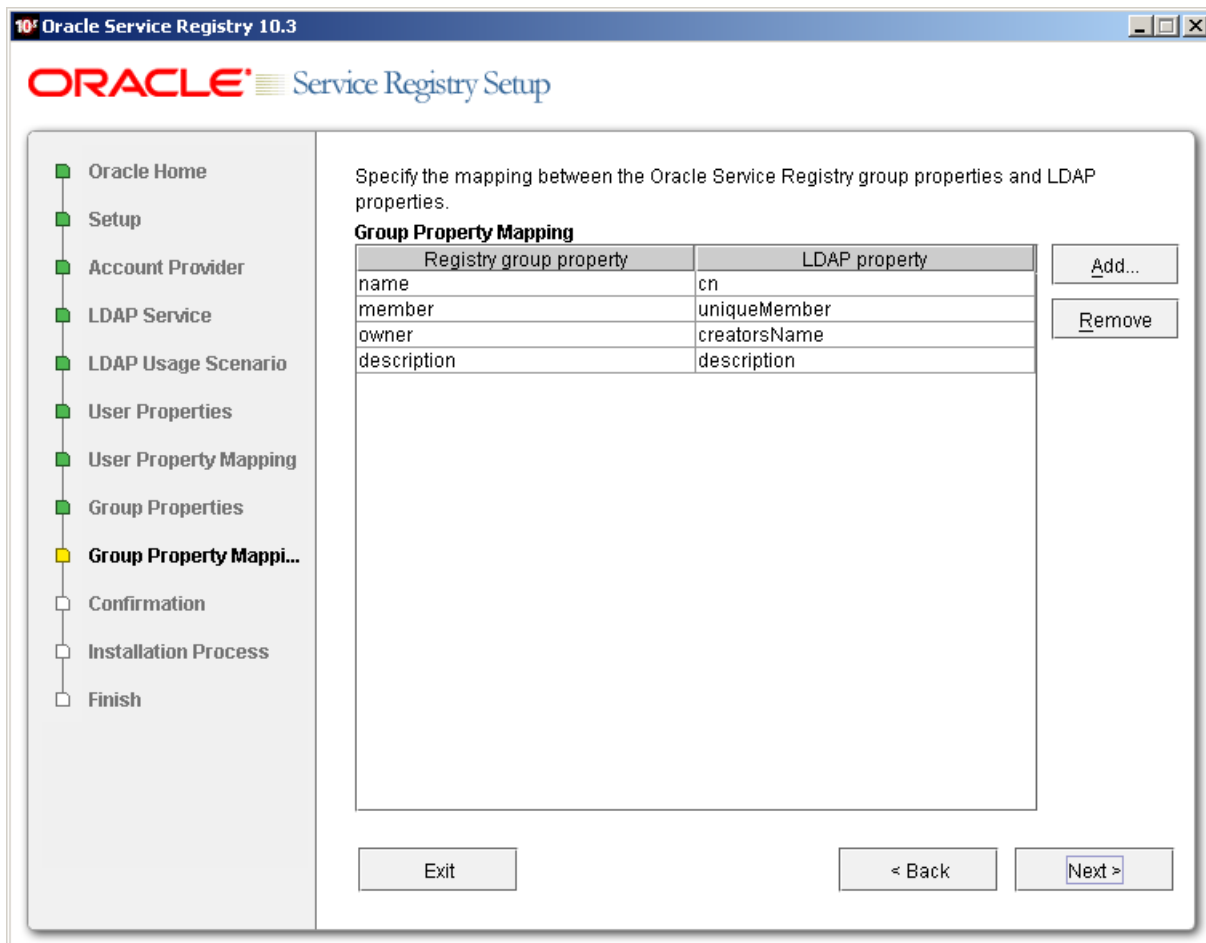 10g Oracle Service Registry 10.3
ORACLE Service Registry Setup
Oracle Home
Setup
Account Provider
LDAP Service
LDAP Usage Scenario
User Properties
User Property Mapping
Group Properties
Group Property Mappi...
Confirmation
Installation Process
Finish
Specify the mapping between the Oracle Service Registry group properties and LDAP
properties.
Group Property Mapping
Registry group property LDAP property
name cn
member uniqueMember
owner creatorsName
description description
Add...
Remove
Exit
< Back
Next >